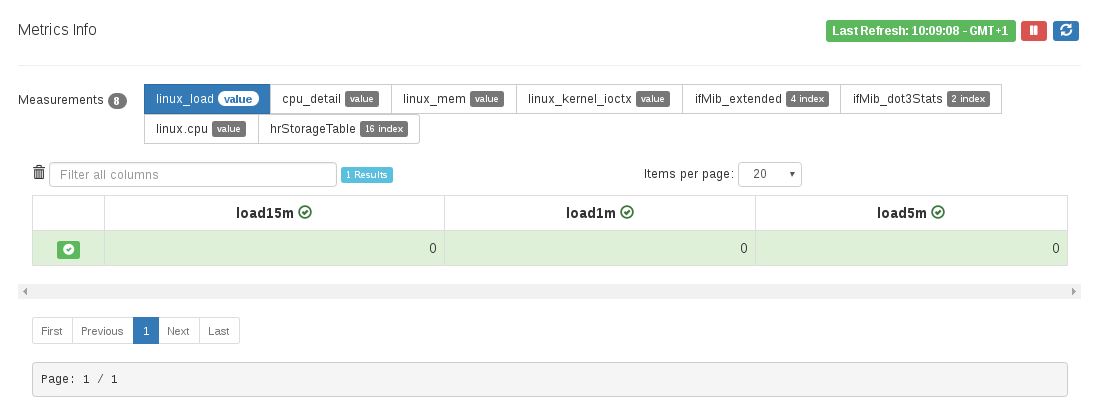 Metrics Info
Last Refresh: 10:09:08 - GMT+1
Measurements 8
linux_load value cpu_detail value linux_mem value linux_kernel_ioctx value ifMib_extended 4 index ifMib_dot3Stats 2 index
linux.cpu value hrStorageTable 16 index
Filter all columns 1 Results Items per page: 20
load15m load1m load5m
0 0 0
First Previous 1 Next Last
Page: 1 / 1